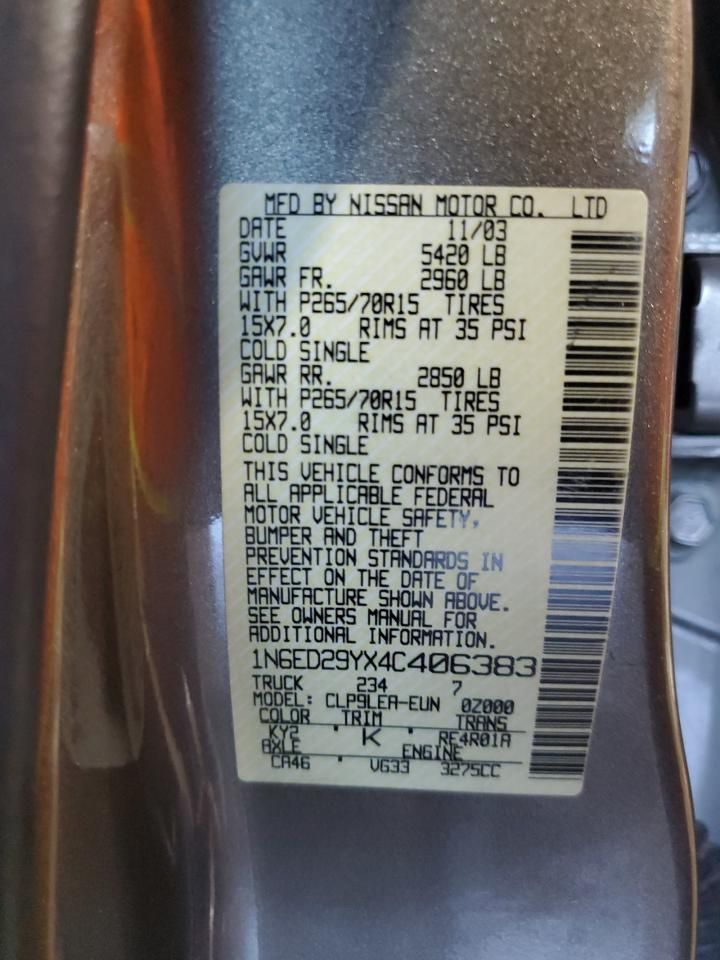 MFD BY NISSAN MOTOR CO. LTD
DATE 11/03
GVWR 5420 LB
GAWR FR. 2960 LB
WITH P265/70R15 TIRES
15X7.0 RIMS AT 35 PSI
COLD SINGLE
GAWR RR. 2850 LB
WITH P265/70R15 TIRES
15X7.0 RIMS AT 35 PSI
COLD SINGLE
THIS VEHICLE CONFORMS TO
ALL APPLICABLE FEDERAL
MOTOR VEHICLE SAFETY,
BUMPER AND THEFT
PREVENTION STANDARDS IN
EFFECT ON THE DATE OF
MANUFACTURE SHOWN ABOVE.
SEE OWNERS MANUAL FOR
ADDITIONAL INFORMATION.
1N6ED29YX4C406383
TRUCK 234 7
MODEL: CLP9LEA-EUN 0Z000
COLOR TRIM TRANS
KY2 K RE4R01A
AXLE ENGINE
CA46 VG33 3275CC